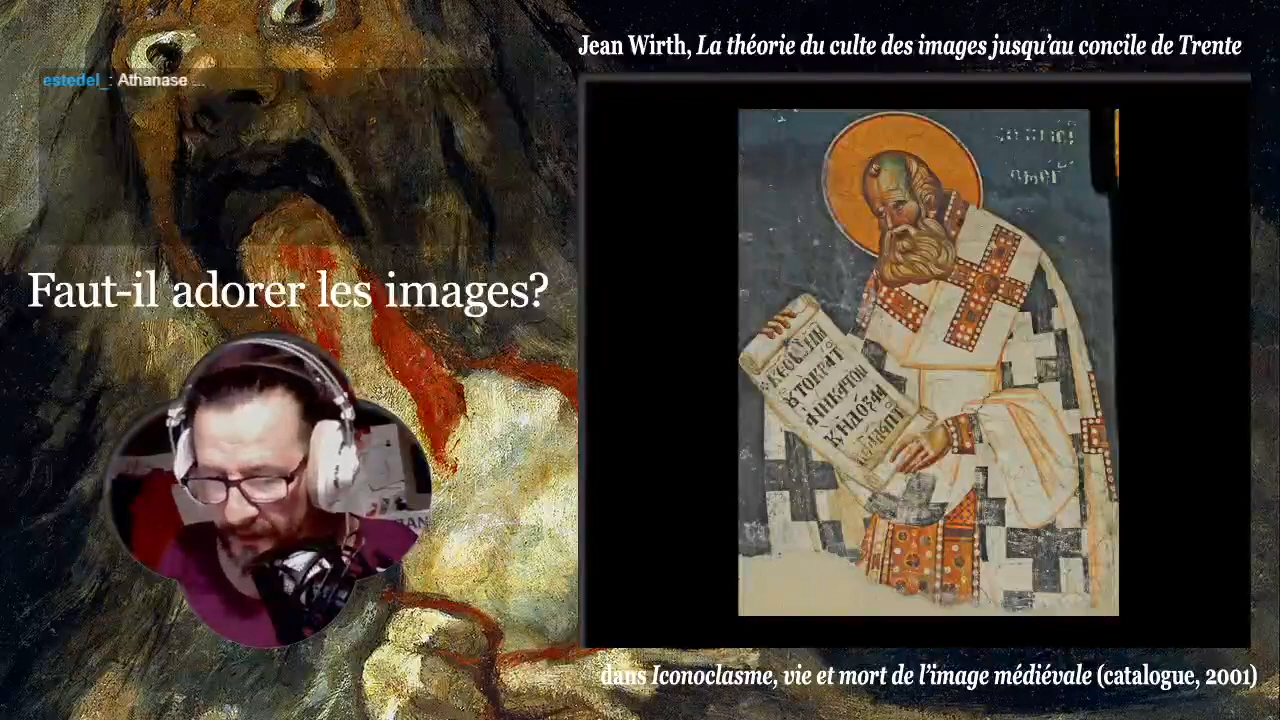 Jean Wirth, La théorie du culte des images jusqu'au concile de Trente
estedel_: Athanase ...
Faut-il adorer les images?
dans Iconoclasme, vie et mort de l'image médiévale (catalogue, 2001)